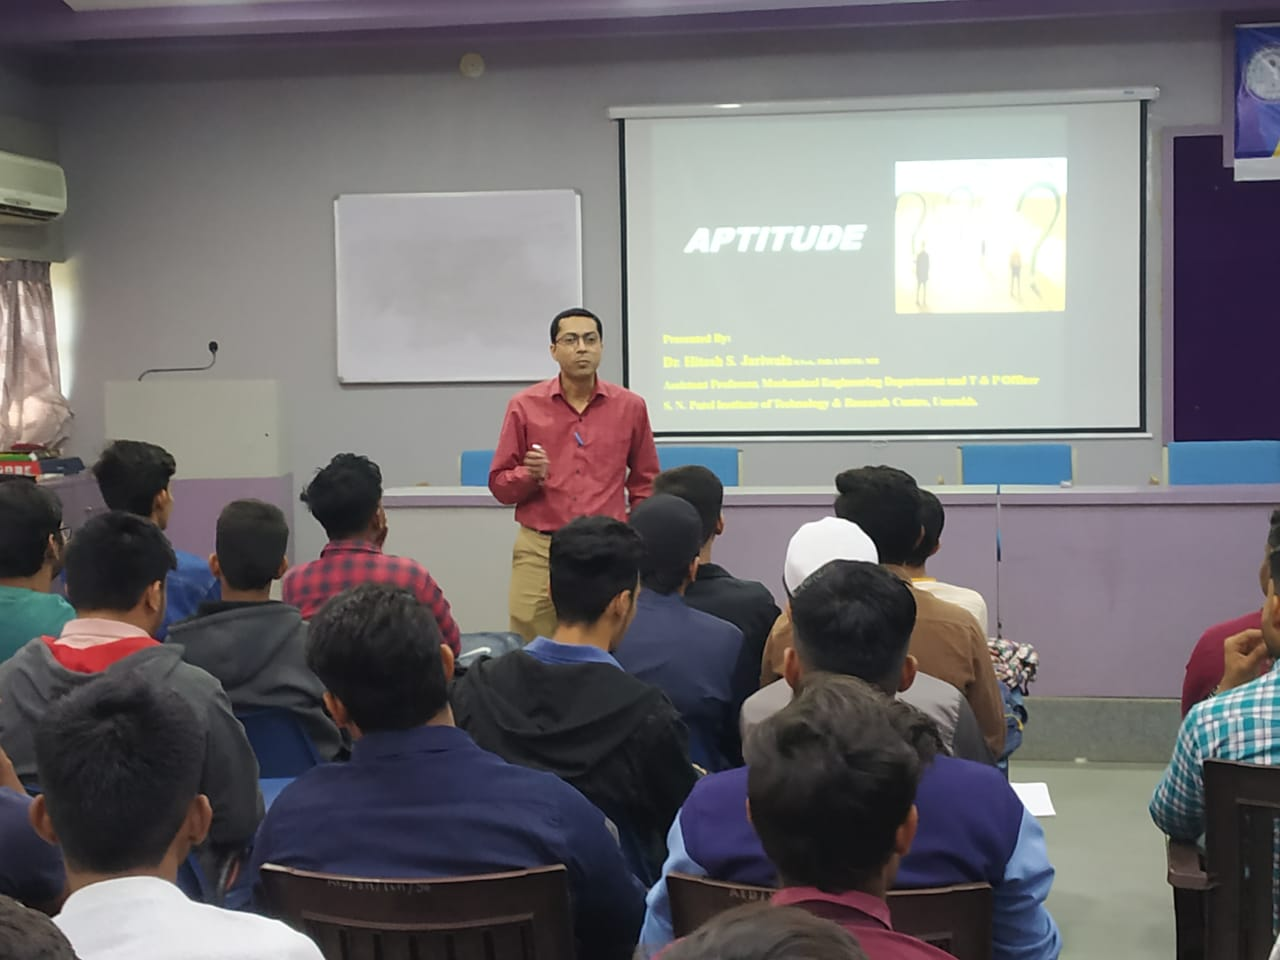 APTITUDE
Presented By:
Dr. Hitesh S. Jariwala
Assistant Professor, Mechanical Engineering Department and T & P Officer
S. N. Patel Institute of Technology & Research Centre, Umrakh.